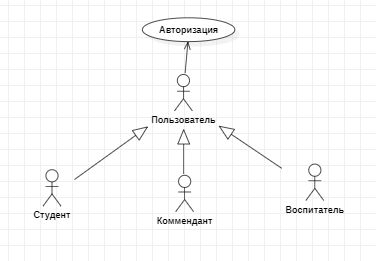 Авторизация
Пользователь
Студент
Коммендант
Воспитатель